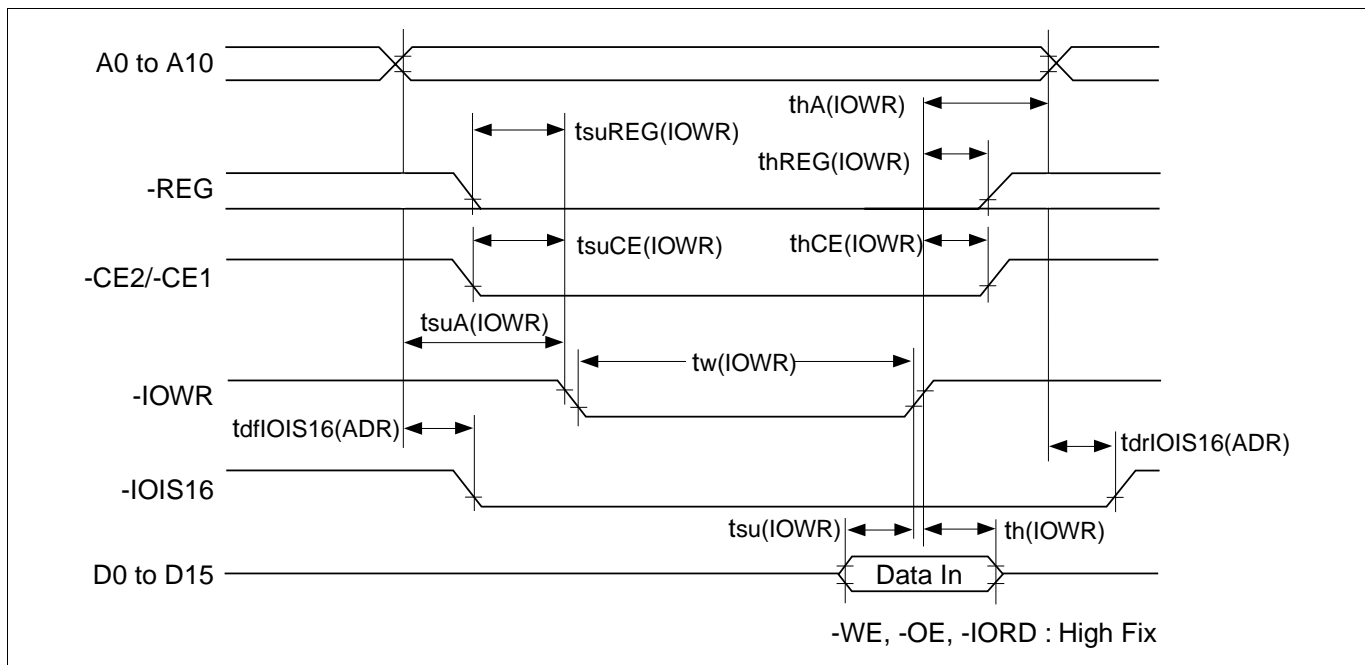 A0 to A10
thA(IOWR)
tsuREG(IOWR)
thREG(IOWR)
-REG
tsuCE(IOWR)
thCE(IOWR)
-CE2/-CE1
tsuA(IOWR)
tw(IOWR)
-IOWR
tdfIOIS16(ADR)
tdrIOIS16(ADR)
-IOIS16
tsu(IOWR)
th(IOWR)
D0 to D15
Data In
-WE, -OE, -IORD : High Fix